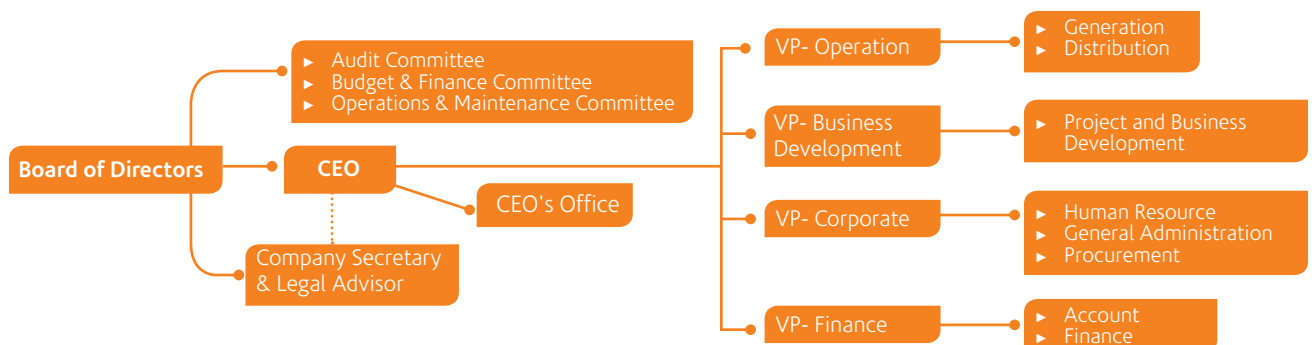 Audit Committee
Budget & Finance Committee
Operations & Maintenance Committee
Board of Directors
CEO
CEO's Office
Company Secretary
& Legal Advisor
VP- Operation
Generation
Distribution
VP- Business
Development
Project and Business
Development
VP- Corporate
Human Resource
General Administration
Procurement
VP- Finance
Account
Finance